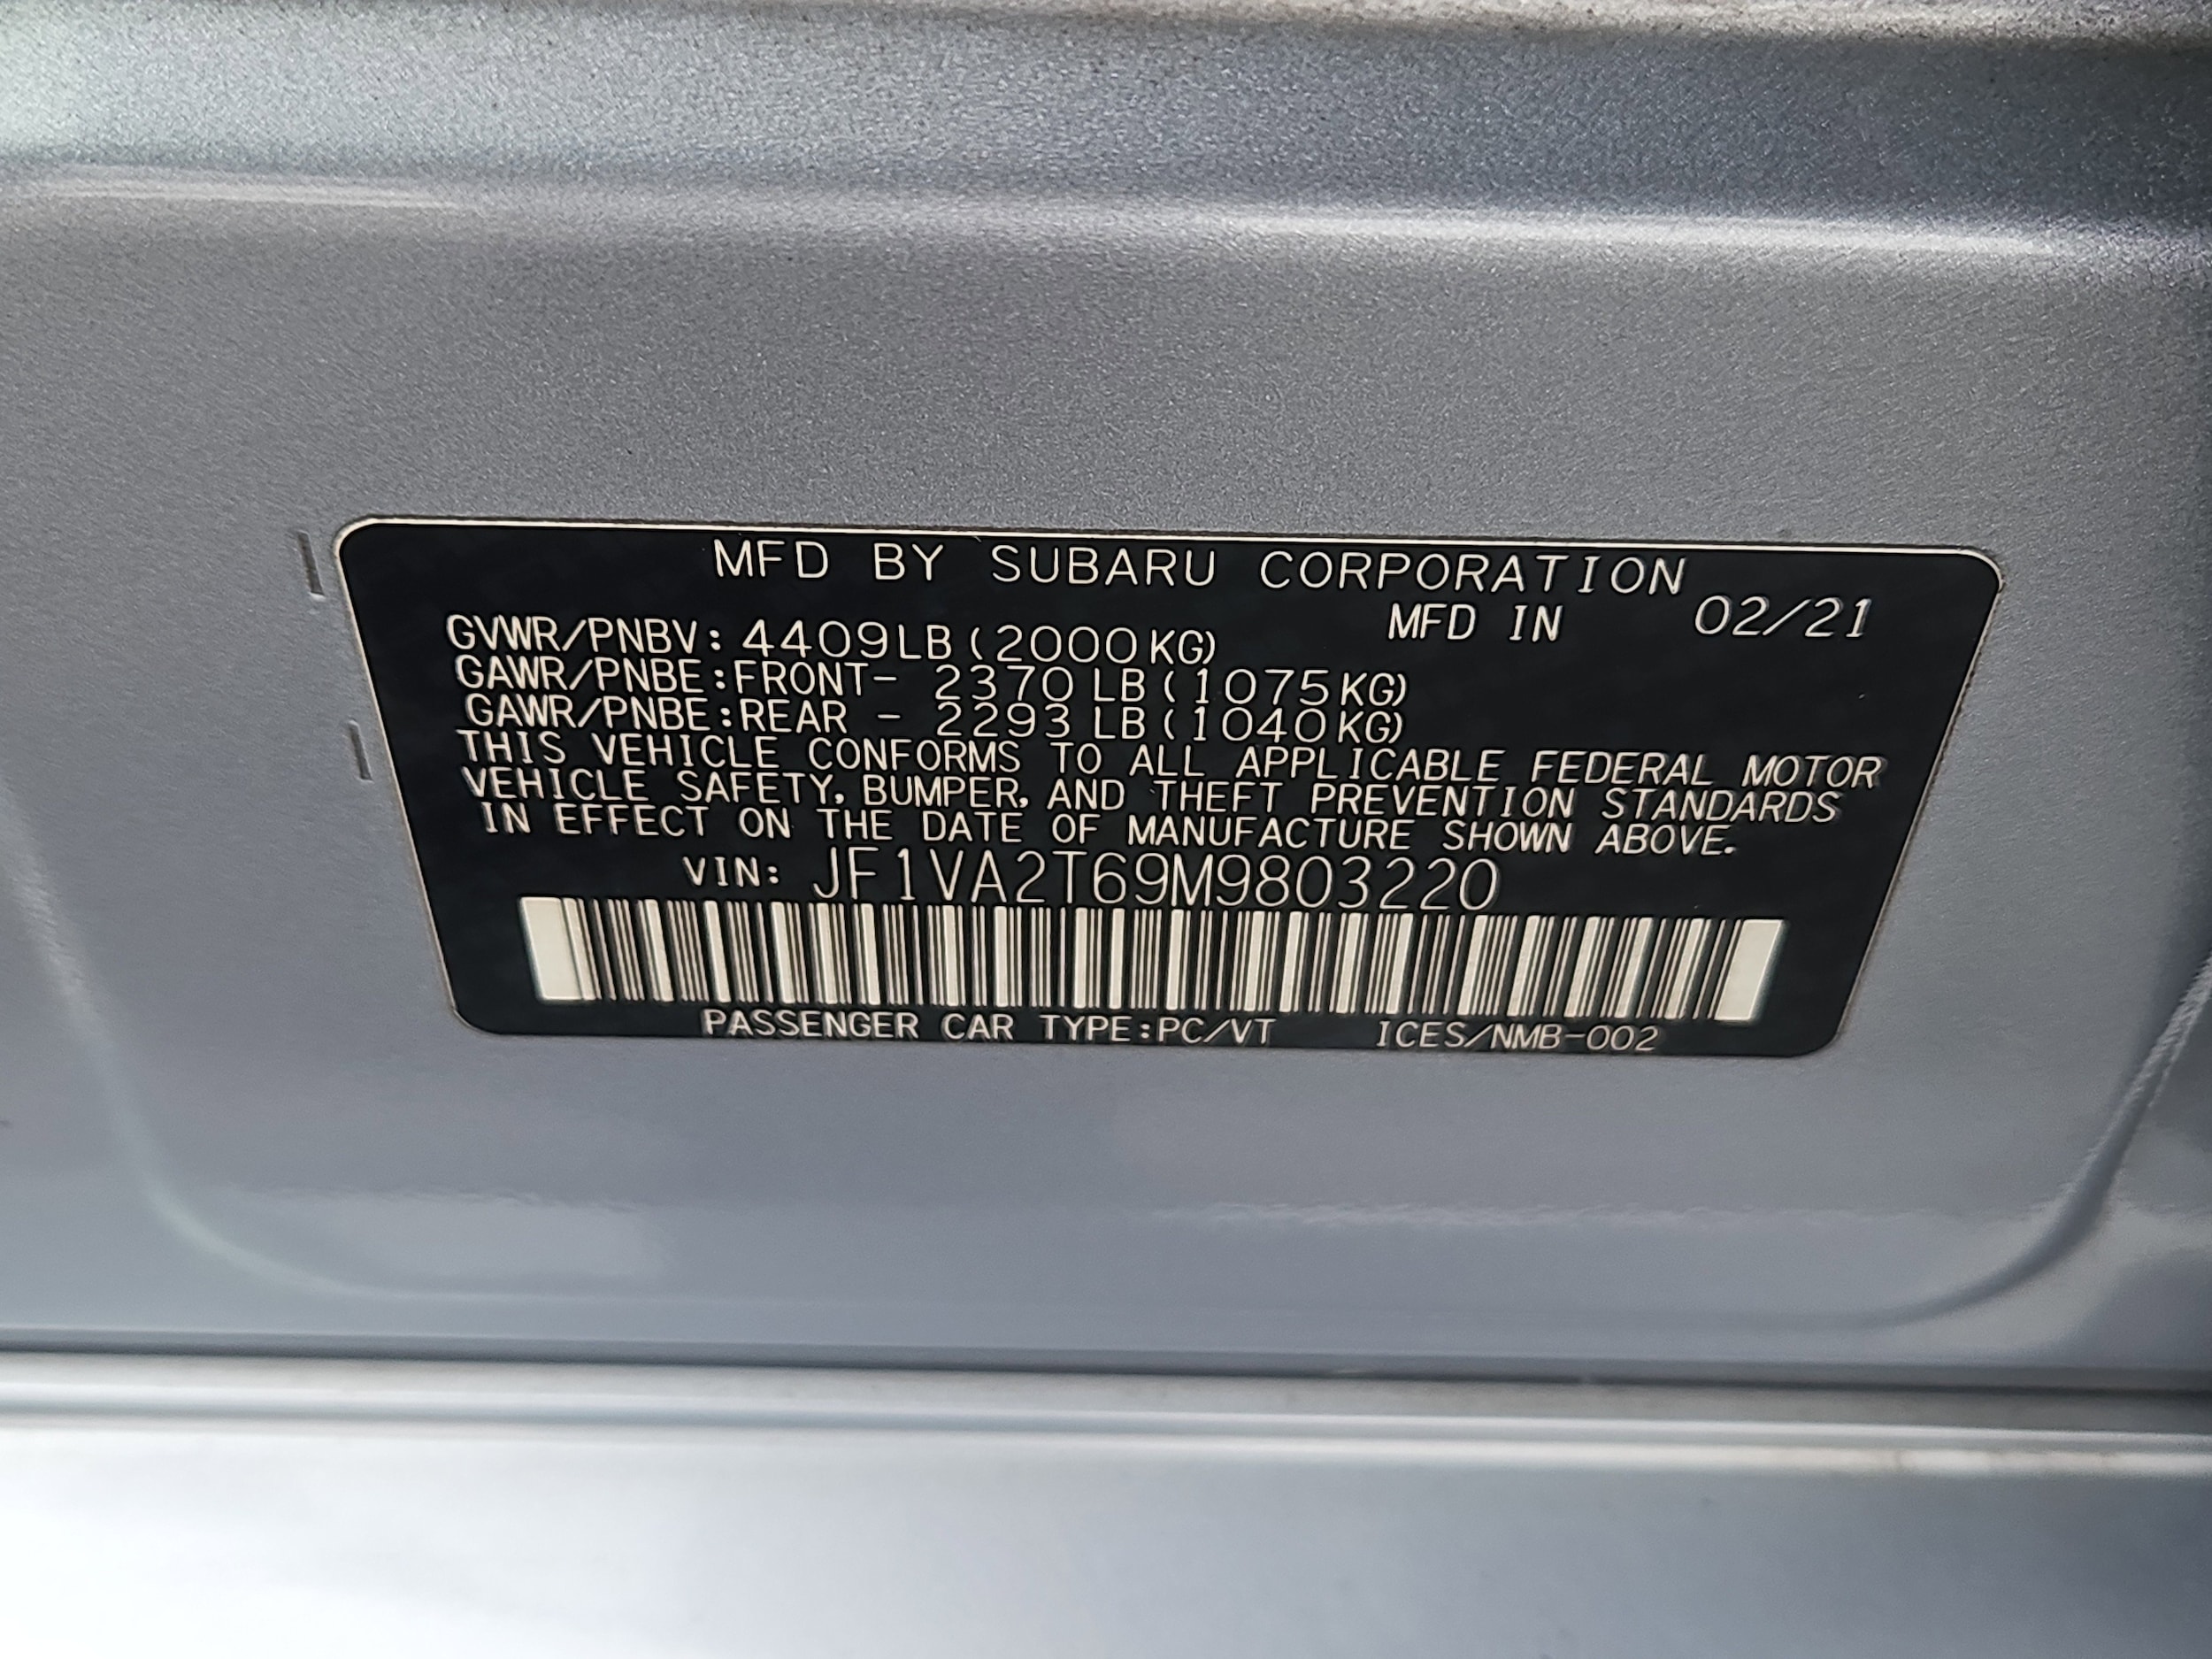 MFD BY SUBARU CORPORATION
MFD IN 02/21
GVWR/PNBV: 4409LB(2000KG)
GAWR/PNBE:FRONT- 2370LB(1075KG)
GAWR/PNBE:REAR - 2293LB(1040KG)
THIS VEHICLE CONFORMS TO ALL APPLICABLE FEDERAL MOTOR
VEHICLE SAFETY, BUMPER, AND THEFT PREVENTION STANDARDS
IN EFFECT ON THE DATE OF MANUFACTURE SHOWN ABOVE.
VIN: JF1VA2T69M9803220
PASSENGER CAR TYPE:PC/VT ICES/NMB-002